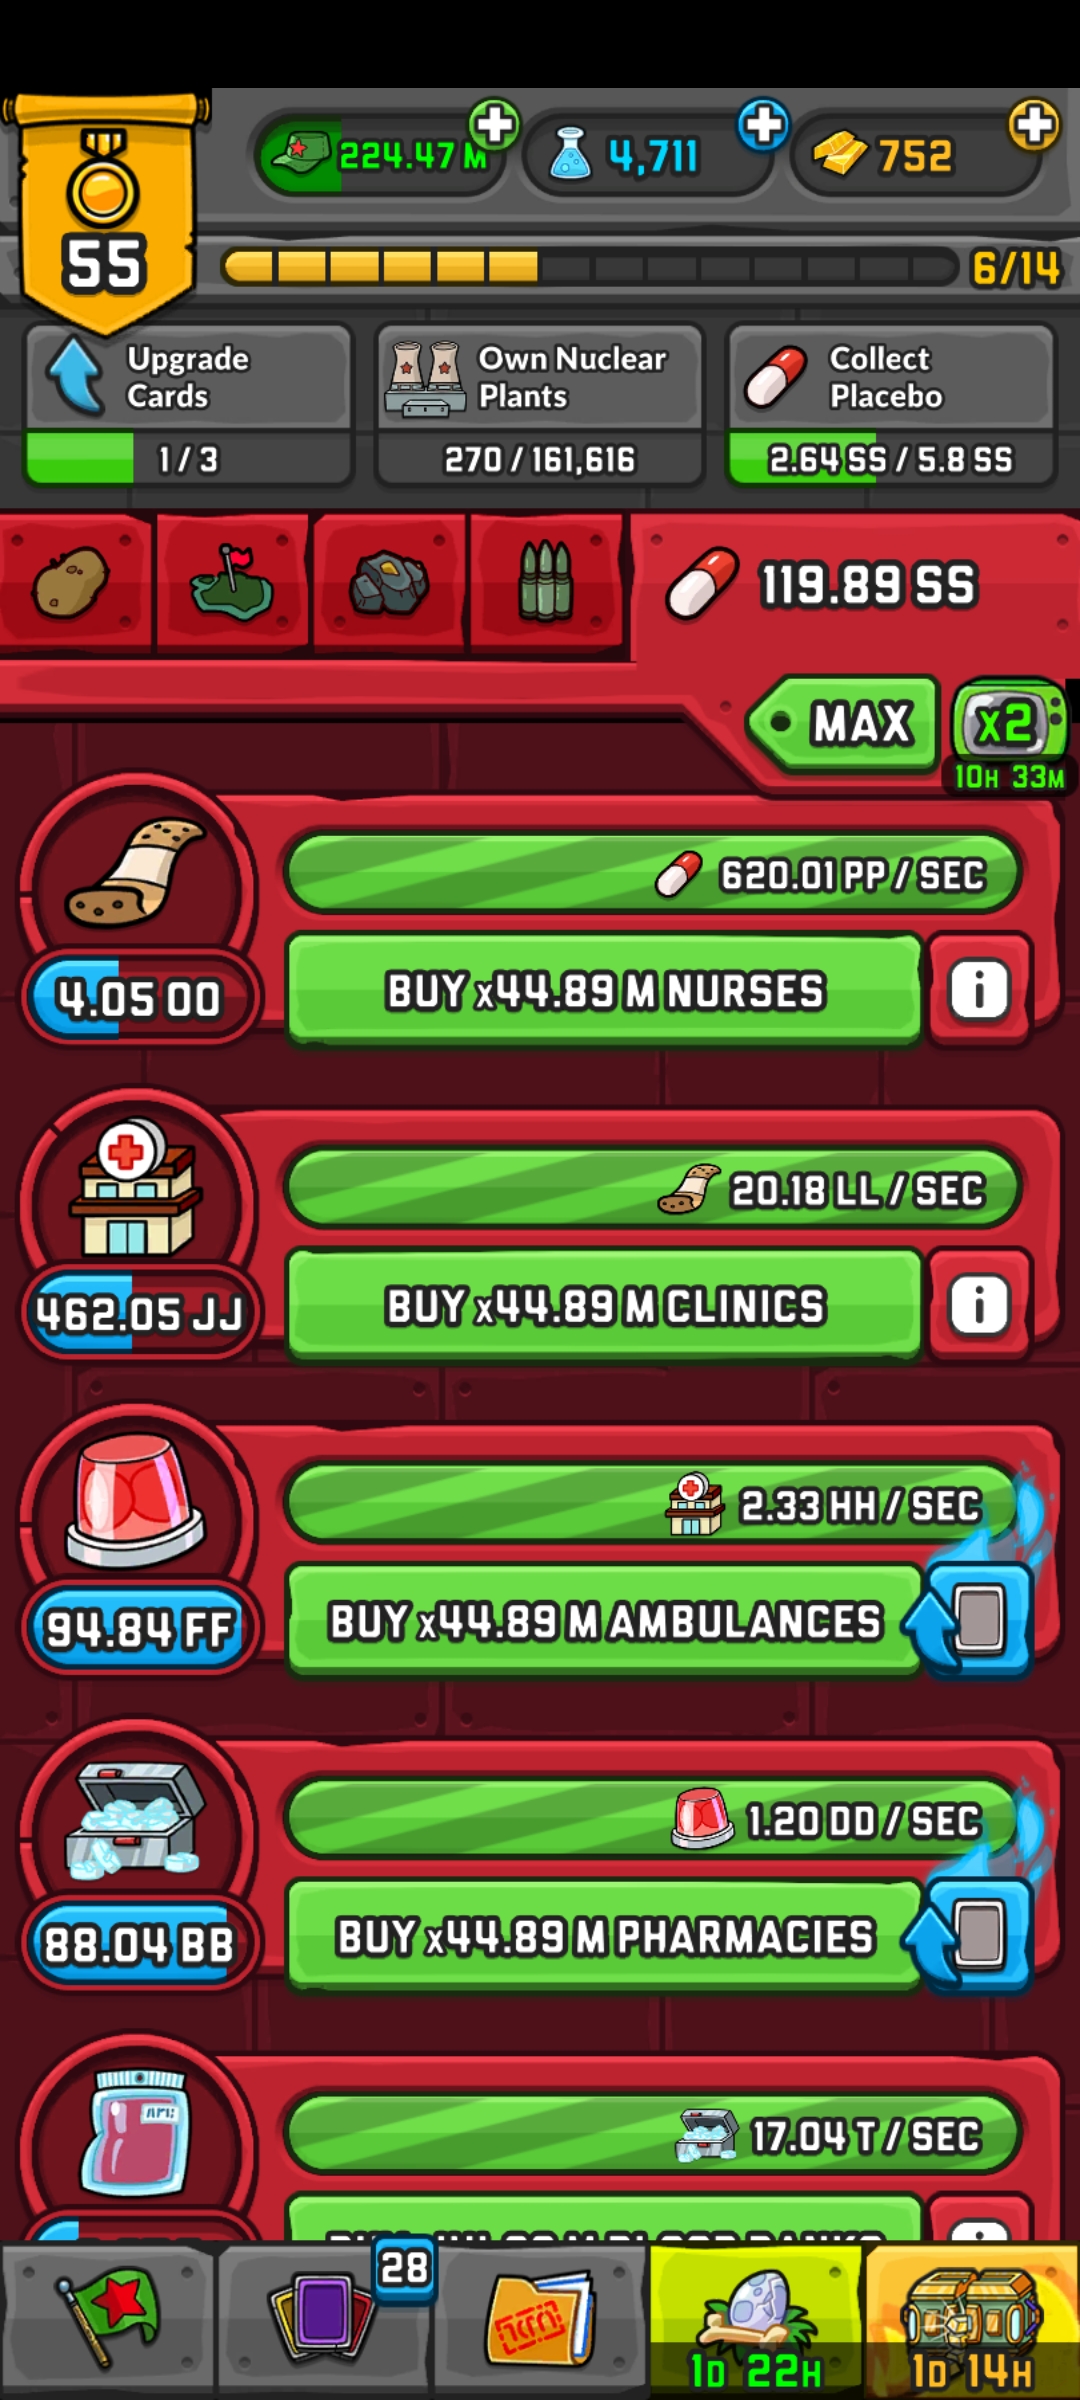 55
224.47 M
4,711
752
6/14
Upgrade
Cards
1 / 3
Own Nuclear
Plants
270 / 161,616
Collect
Placebo
2.64 SS / 5.8 SS
119.89 SS
MAX
x2
10H 33M
620.01 PP / SEC
4.05 OO
BUY x44.89 M NURSES
i
20.18 LL / SEC
462.05 JJ
BUY x44.89 M CLINICS
i
2.33 HH / SEC
94.84 FF
BUY x44.89 M AMBULANCES
1.20 DD / SEC
88.04 BB
BUY x44.89 M PHARMACIES
17.04 T / SEC
28
1D 22H
1D 14H